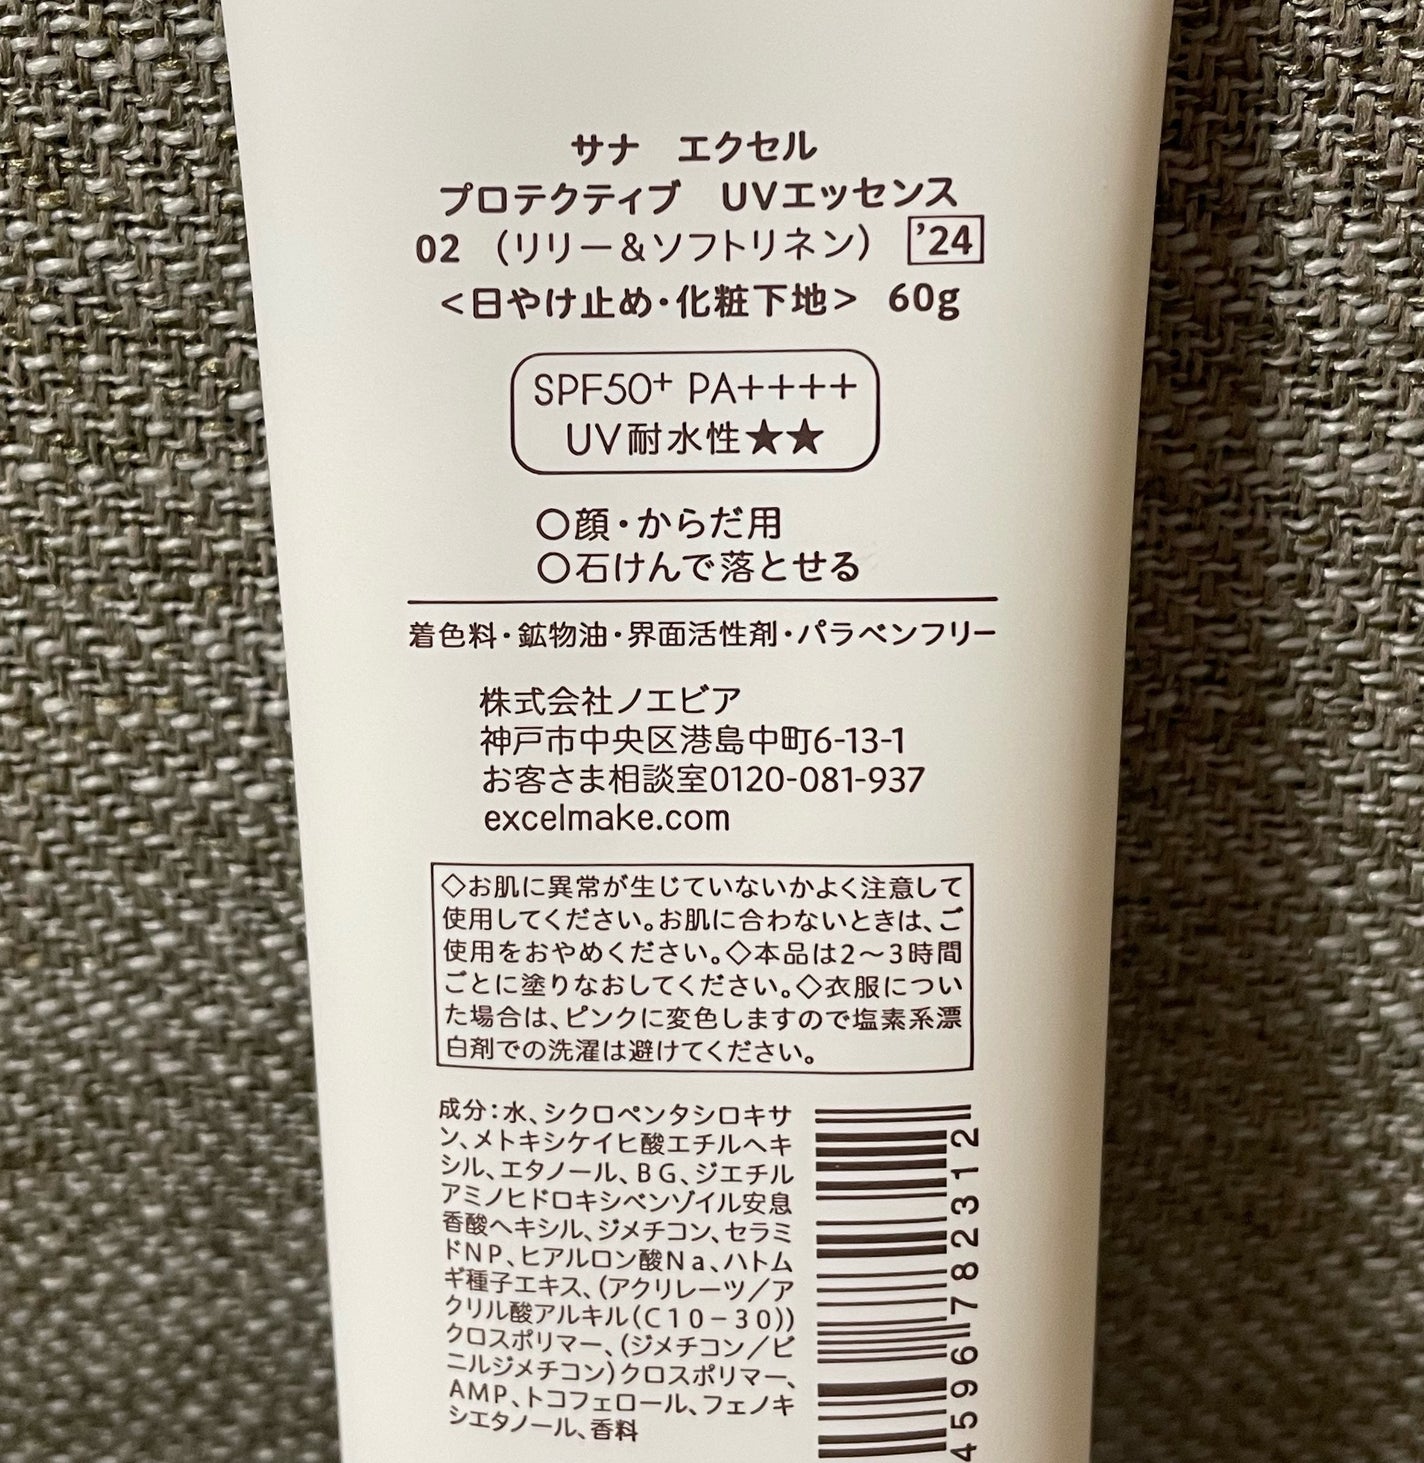 サナ エクセル
プロテクティブ UVエッセンス
02 （リリー＆ソフトリネン） ’24
＜日やけ止め・化粧下地＞ 60g
SPF50+ PA++++
UV耐水性★★
○顔・からだ用
○石けんで落とせる
着色料・鉱物油・界面活性剤・パラベンフリー
株式会社ノエビア
神戸市中央区港島中町6-13-1
お客さま相談室0120-081-937
excelmake.com
◇お肌に異常が生じていないかよく注意して
使用してください。お肌に合わないときは、ご
使用をおやめください。◇本品は2～3時間
ごとに塗りなおしてください。◇衣服につい
た場合は、ピンクに変色しますので塩素系漂
白剤での洗濯は避けてください。
成分：水、シクロペンタシロキサ
ン、メトキシケイヒ酸エチルヘキ
シル、エタノール、BG、ジエチル
アミノヒドロキシベンゾイル安息
香酸ヘキシル、ジメチコン、セラミ
ドNP、ヒアルロン酸Na、ハトム
ギ種子エキス、（アクリレーツ／ア
クリル酸アルキル（C10－30））
クロスポリマー、（ジメチコン／ビ
ニルジメチコン）クロスポリマー、
AMP、トコフェロール、フェノキ
シエタノール、香料
4596782312